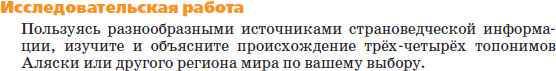 Исследовательская работа
Пользуясь разнообразными источниками страноведческой информа-
ции, изучите и объясните происхождение трёх-четырёх топонимов
Аляски или другого региона мира по вашему выбору.